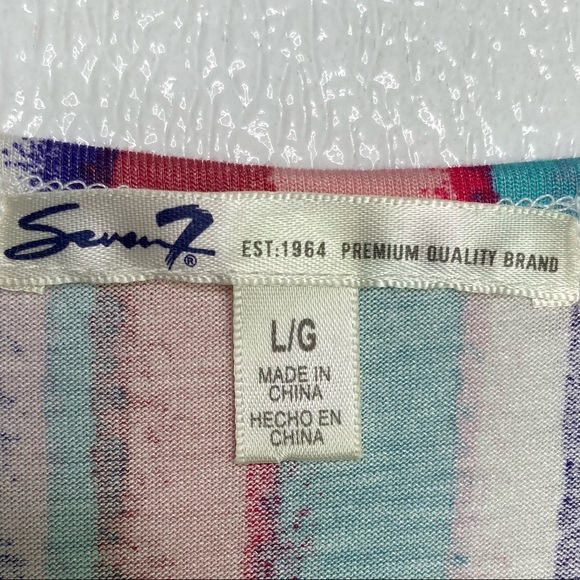 Seven7® EST:1964 PREMIUM QUALITY BRAND
L/G
MADE IN
CHINA
HECHO EN
CHINA